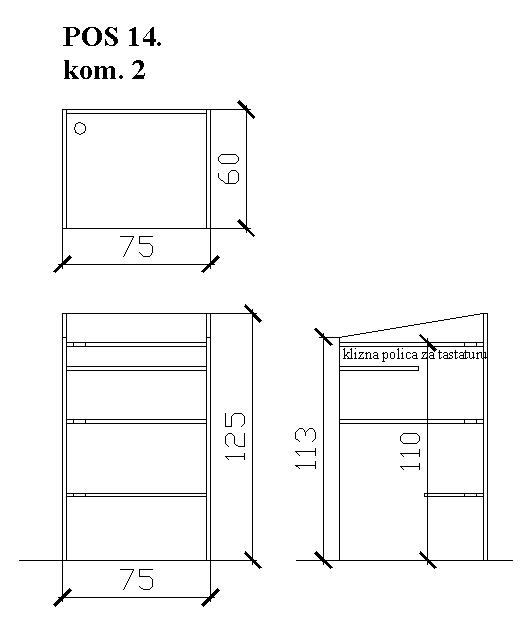 POS 14.
kom. 2
60
75
klizna polica za tastaturu
125
113
110
75